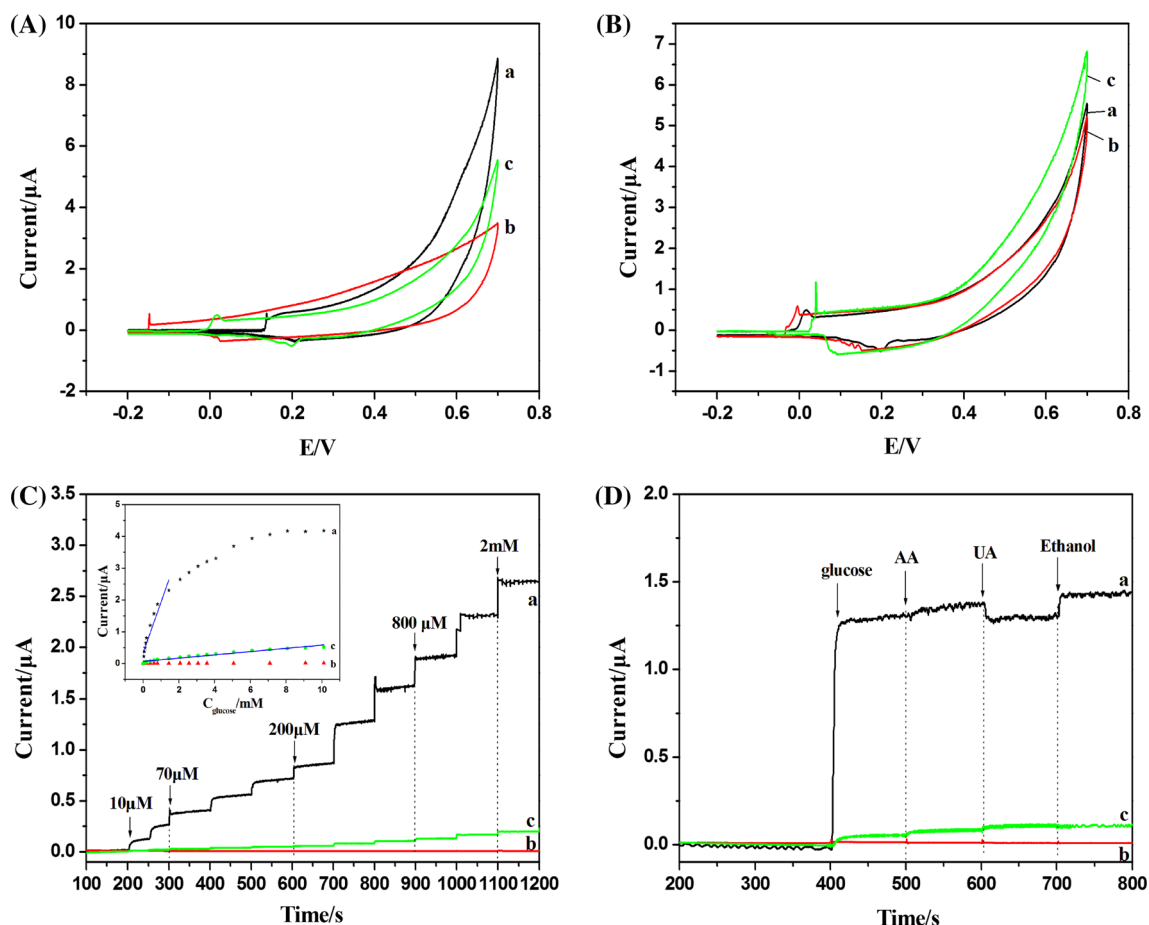 (A)
10
8
6
4
2
0
-2
Current/µA
-0.2 0.0 0.2 0.4 0.6 0.8
E/V
a
c
b
(B)
7
6
5
4
3
2
1
0
-1
Current/µA
-0.2 0.0 0.2 0.4 0.6 0.8
E/V
c
a
b
(C)
3.5
3.0
2.5
2.0
1.5
1.0
0.5
0.0
Current/µA
100 200 300 400 500 600 700 800 900 1000 1100 1200
Time/s
10µM
70µM
200µM
800 µM
2mM
a
c
b
5
4
3
2
1
0
Current/µA
0 2 4 6 8 10
Cglucose/mM
a
c
b
(D)
2.0
1.5
1.0
0.5
0.0
Current/µA
200 300 400 500 600 700 800
Time/s
glucose
AA
UA
Ethanol
a
c
b